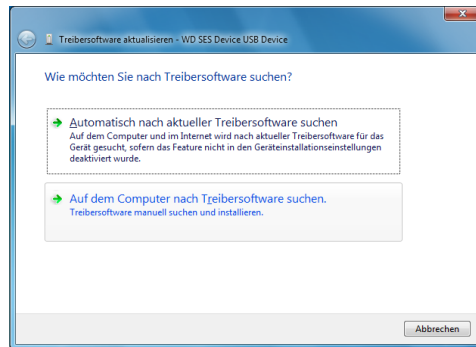 Treibersoftware aktualisieren - WD SES Device USB Device
Wie möchten Sie nach Treibersoftware suchen?
Automatisch nach aktueller Treibersoftware suchen
Auf dem Computer und im Internet wird nach aktueller Treibersoftware für das
Gerät gesucht, sofern das Feature nicht in den Geräteinstallationseinstellungen
deaktiviert wurde.
Auf dem Computer nach Treibersoftware suchen.
Treibersoftware manuell suchen und installieren.
Abbrechen